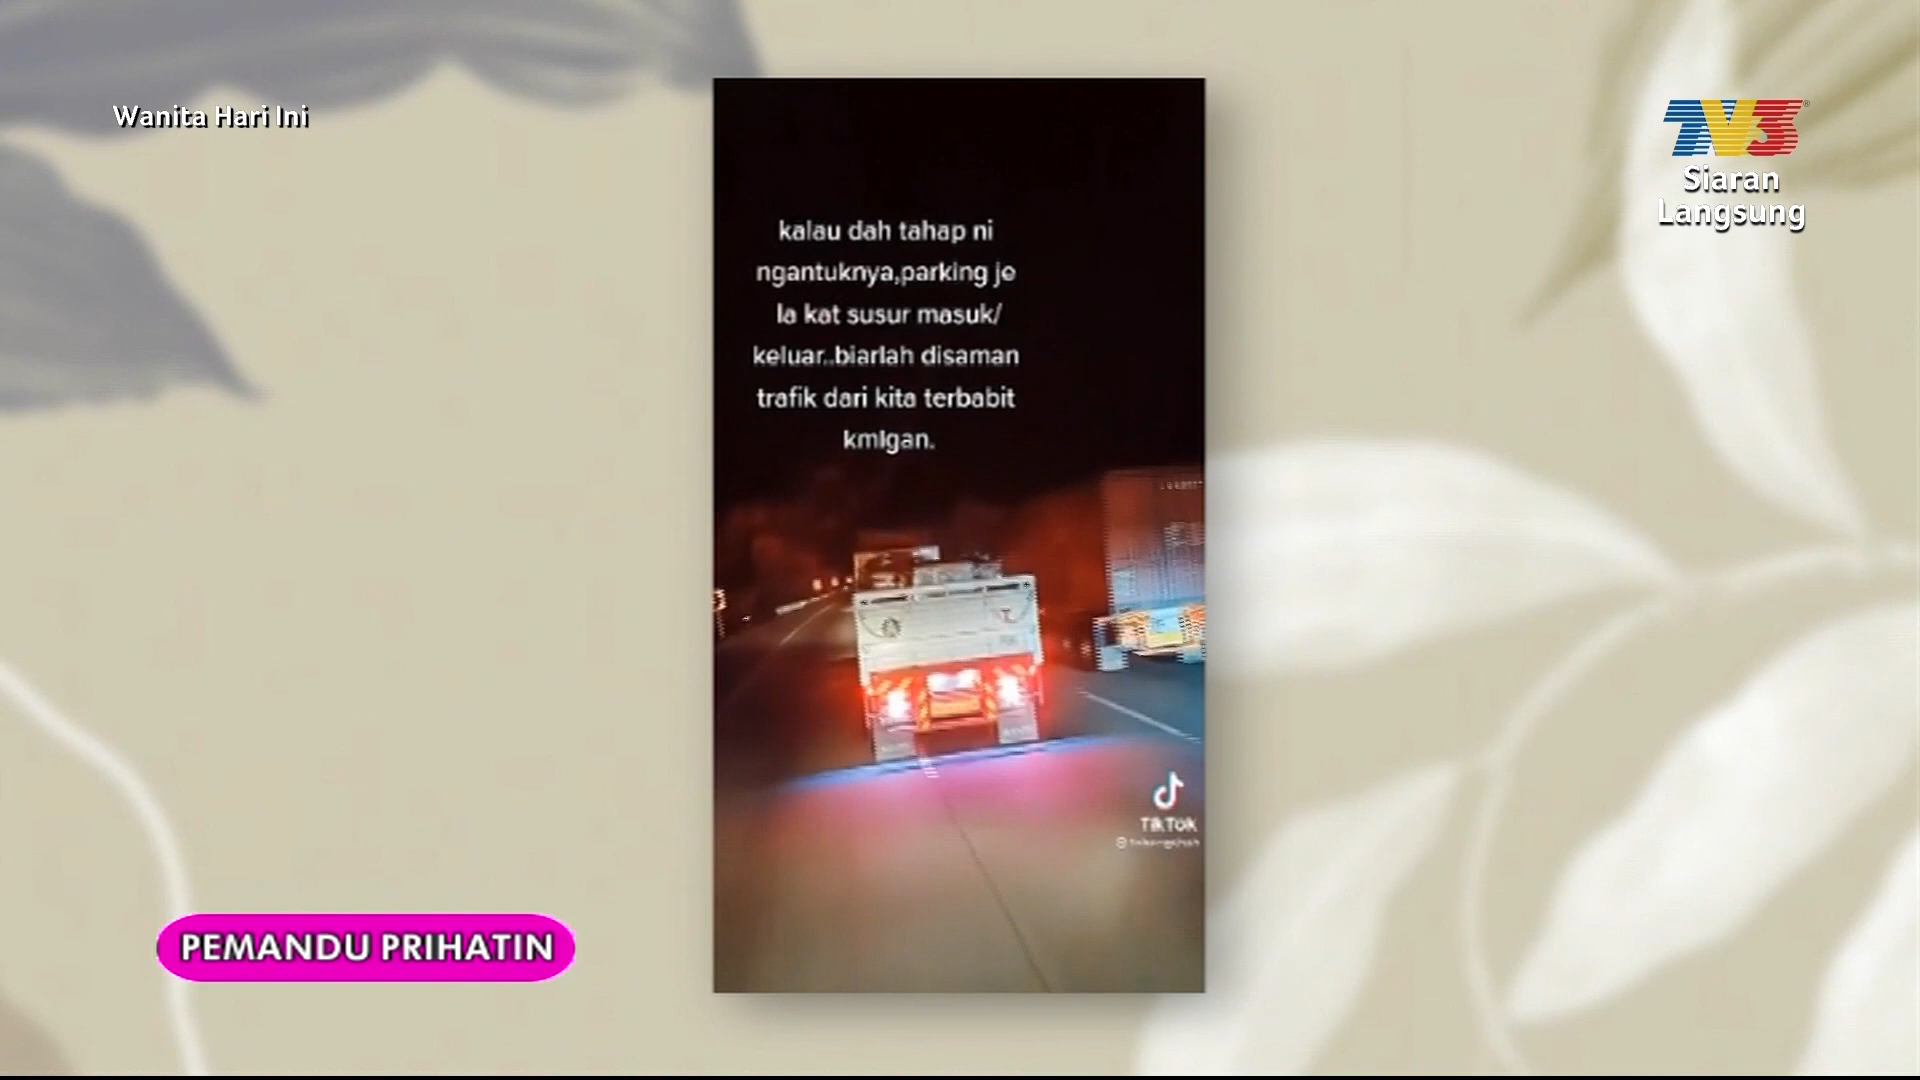 Wanita Hari Ini
TV3
Siaran
Langsung
kalau dah tahap ni
ngantuknya,parking je
la kat susur masuk/
keluar..biarlah disaman
trafik dari kita terbabit
kmlgan.
TikTok
PEMANDU PRIHATIN